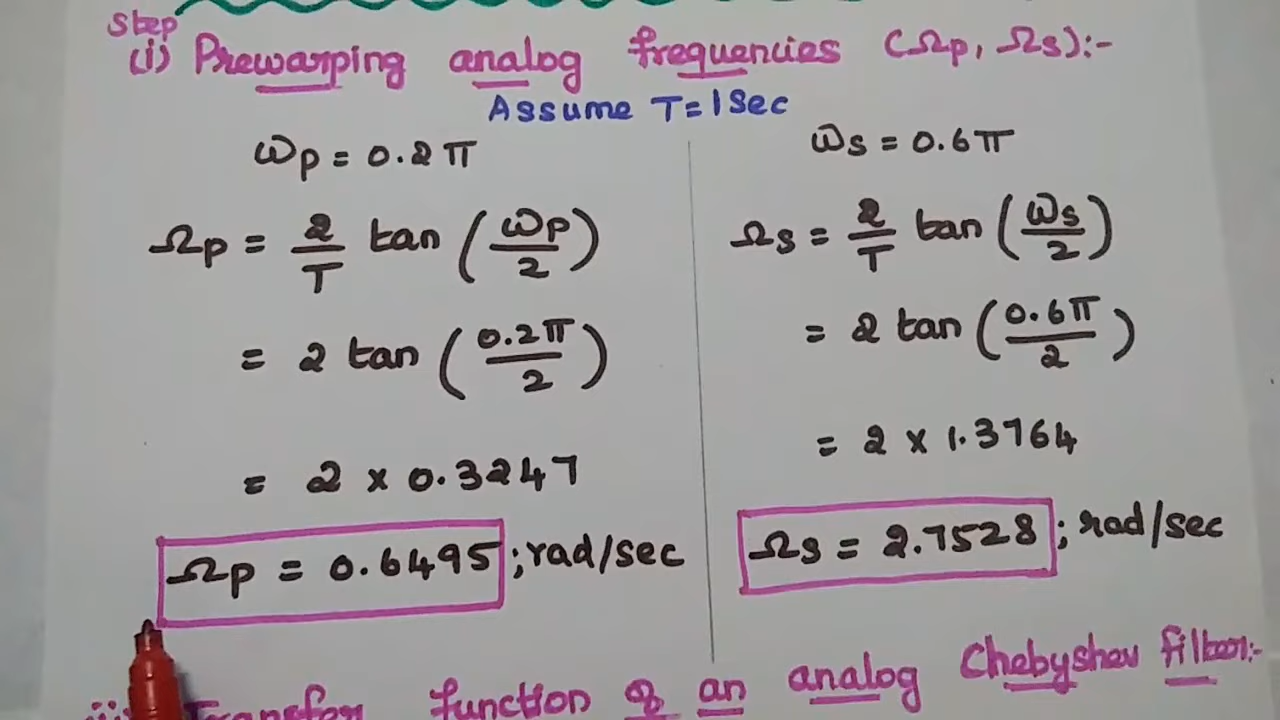 Step
(i) Prewarping analog frequencies (Ωp, Ωs):-
Assume T=1Sec
ωp = 0.2π
Ωp = 2/T tan (ωp/2)
= 2 tan (0.2π/2)
= 2 x 0.3247
Ωp = 0.6495 ; rad/sec
ωs = 0.6π
Ωs = 2/T tan (ωs/2)
= 2 tan (0.6π/2)
= 2 x 1.3764
Ωs = 2.7528 ; rad/sec
Transfer function of an analog Chebyshev filter:-